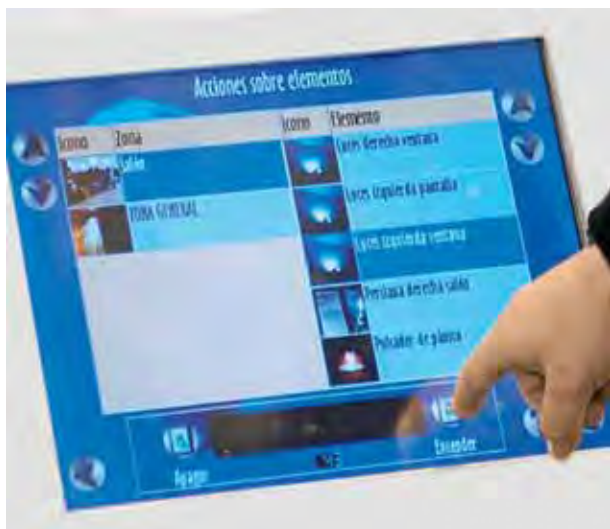 Acciones sobre elementos
Icono Zona Icono Elemento
Salón
ZONA GENERAL
Luces derecha ventana
Luces izquierda pantalla
Luces izquierda ventana
Persiana derecha salón
Pulsador de pánico
Apagar
Encender